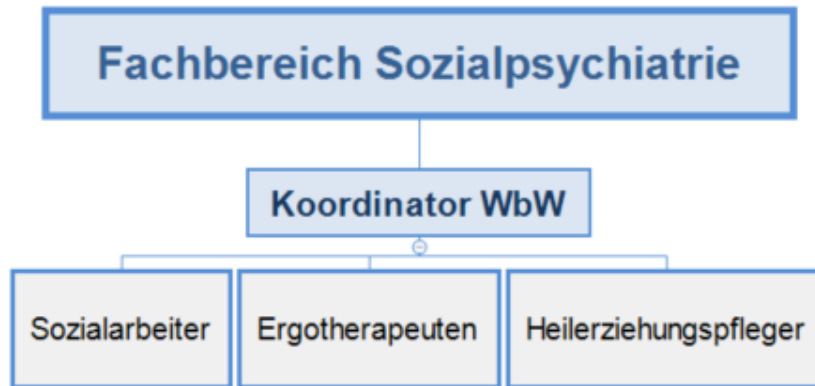 Fachbereich Sozialpsychiatrie
Koordinator WbW
Sozialarbeiter
Ergotherapeuten
Heilerziehungspfleger